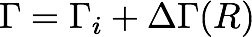 Γ = Γ_i + ΔΓ(R)